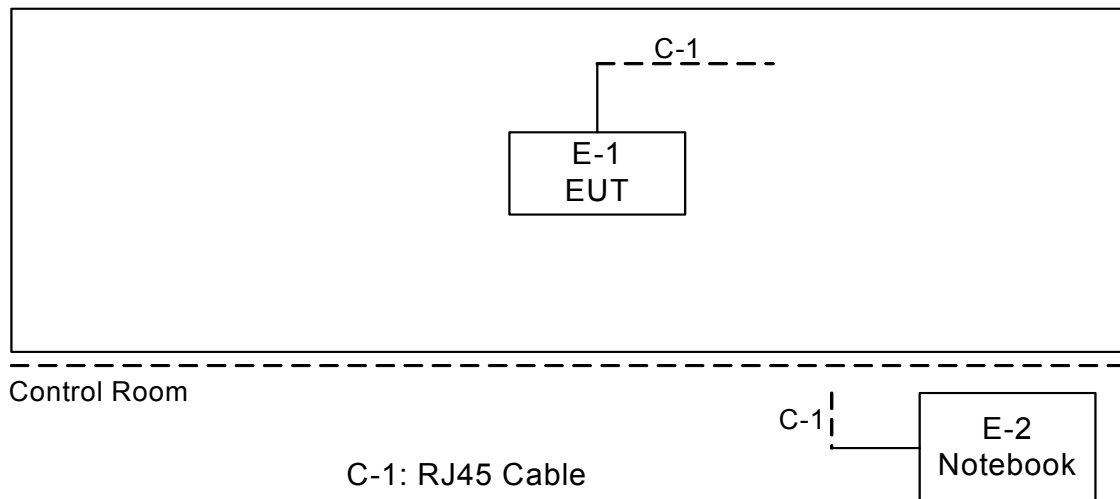 C-1
E-1
EUT
Control Room
C-1
E-2
Notebook
C-1: RJ45 Cable